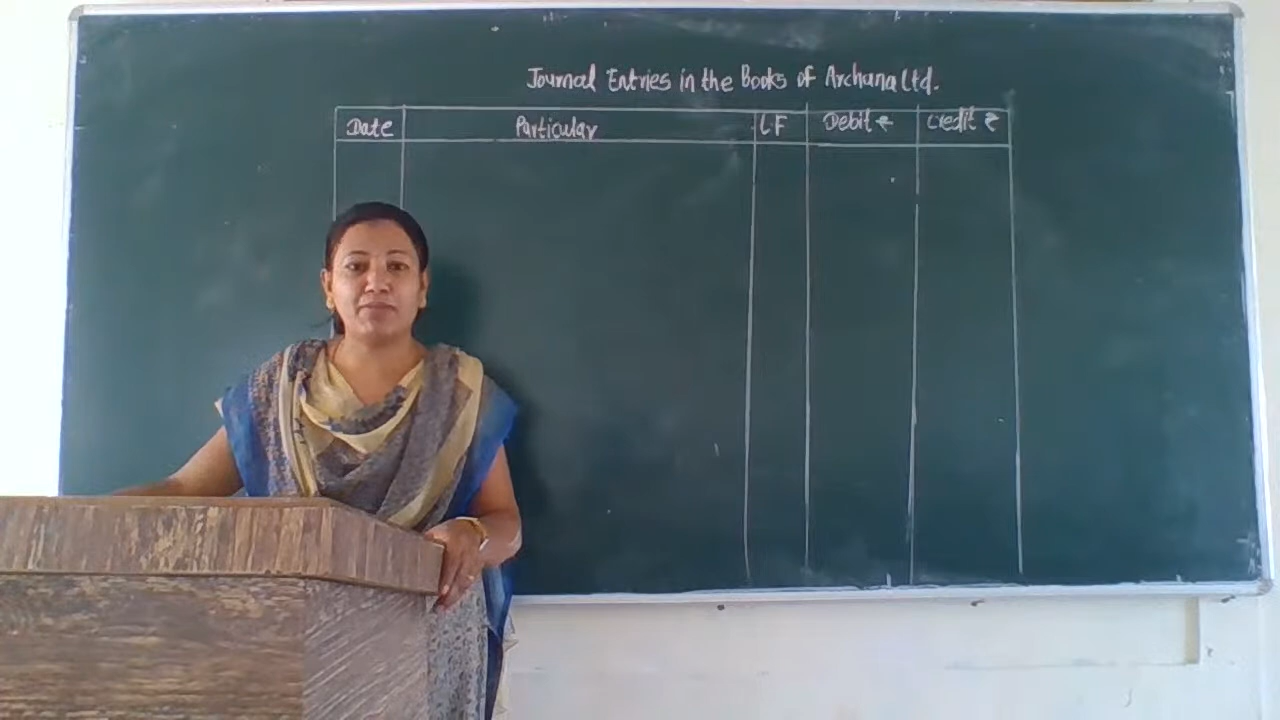 Journal Entries in the Books of Archana Ltd.
Date Particular LF Debit ₹ Credit ₹